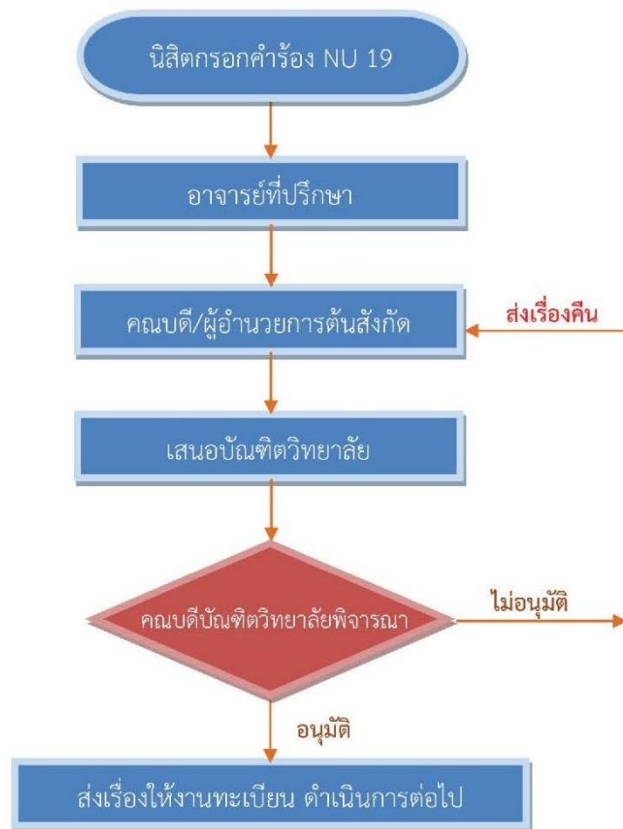 นิสิตกรอกคำร้อง NU 19
อาจารย์ที่ปรึกษา
คณบดี/ผู้อำนวยการต้นสังกัด
ส่งเรื่องคืน
เสนอบัณฑิตวิทยาลัย
คณบดีบัณฑิตวิทยาลัยพิจารณา
ไม่อนุมัติ
อนุมัติ
ส่งเรื่องให้งานทะเบียน ดำเนินการต่อไป